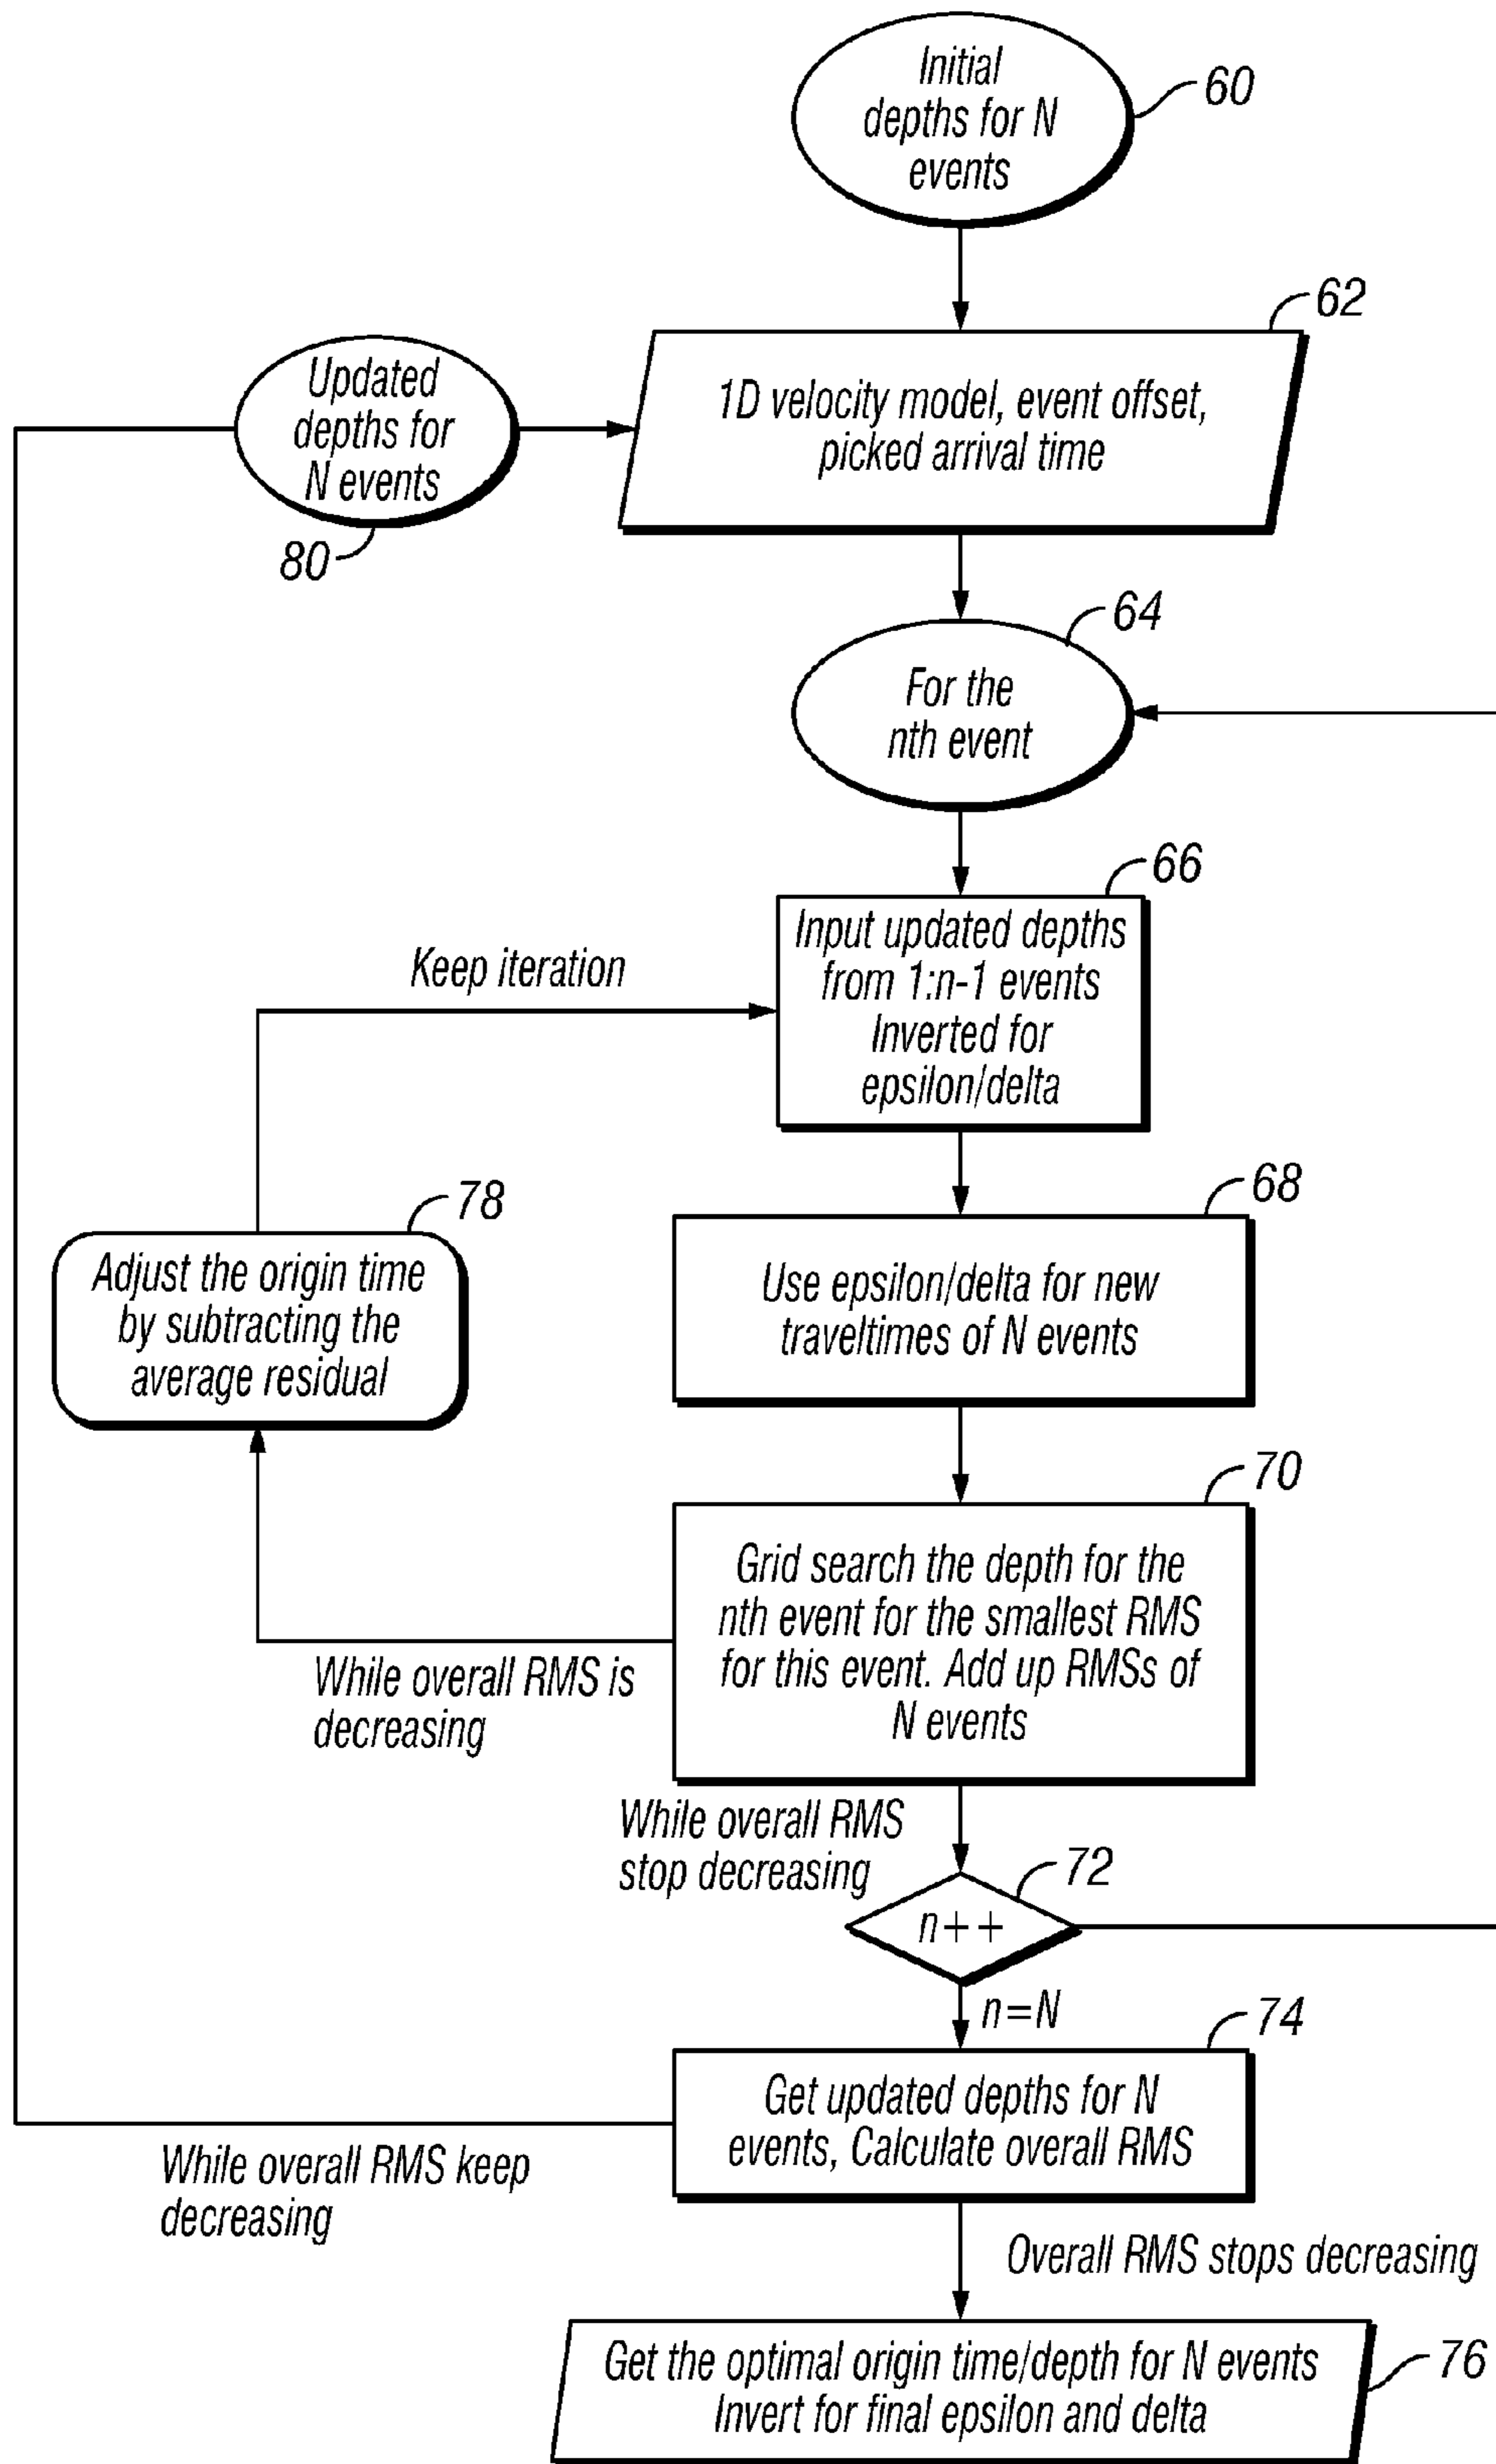 Initial
depths for N
events
60
62
1D velocity model, event offset,
picked arrival time
Updated
depths for
N events
80
64
For the
nth event
66
Input updated depths
from 1:n-1 events
Inverted for
epsilon/delta
Keep iteration
68
Use epsilon/delta for new
traveltimes of N events
78
Adjust the origin time
by subtracting the
average residual
70
Grid search the depth for the
nth event for the smallest RMS
for this event. Add up RMSs of
N events
While overall RMS is
decreasing
While overall RMS
stop decreasing
72
n++
n=N
74
Get updated depths for N
events, Calculate overall RMS
While overall RMS keep
decreasing
Overall RMS stops decreasing
Get the optimal origin time/depth for N events
Invert for final epsilon and delta
76